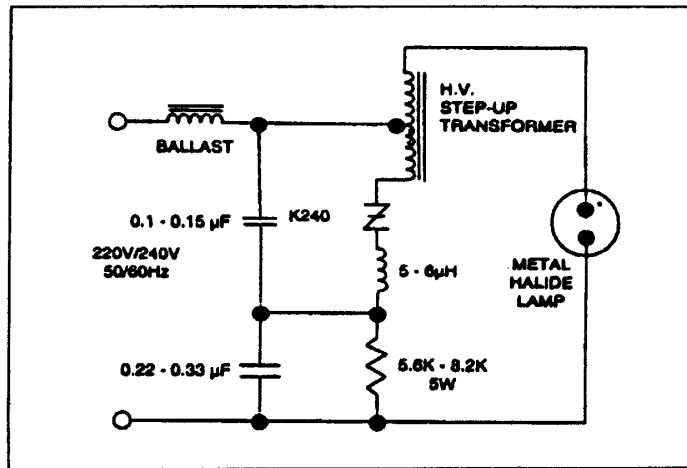 H.V.
STEP-UP
TRANSFORMER
BALLAST
0.1 - 0.15 µF
K240
220V/240V
50/60Hz
5 - 6µH
METAL
HALIDE
LAMP
0.22 - 0.33 µF
5.6K - 8.2K
5W